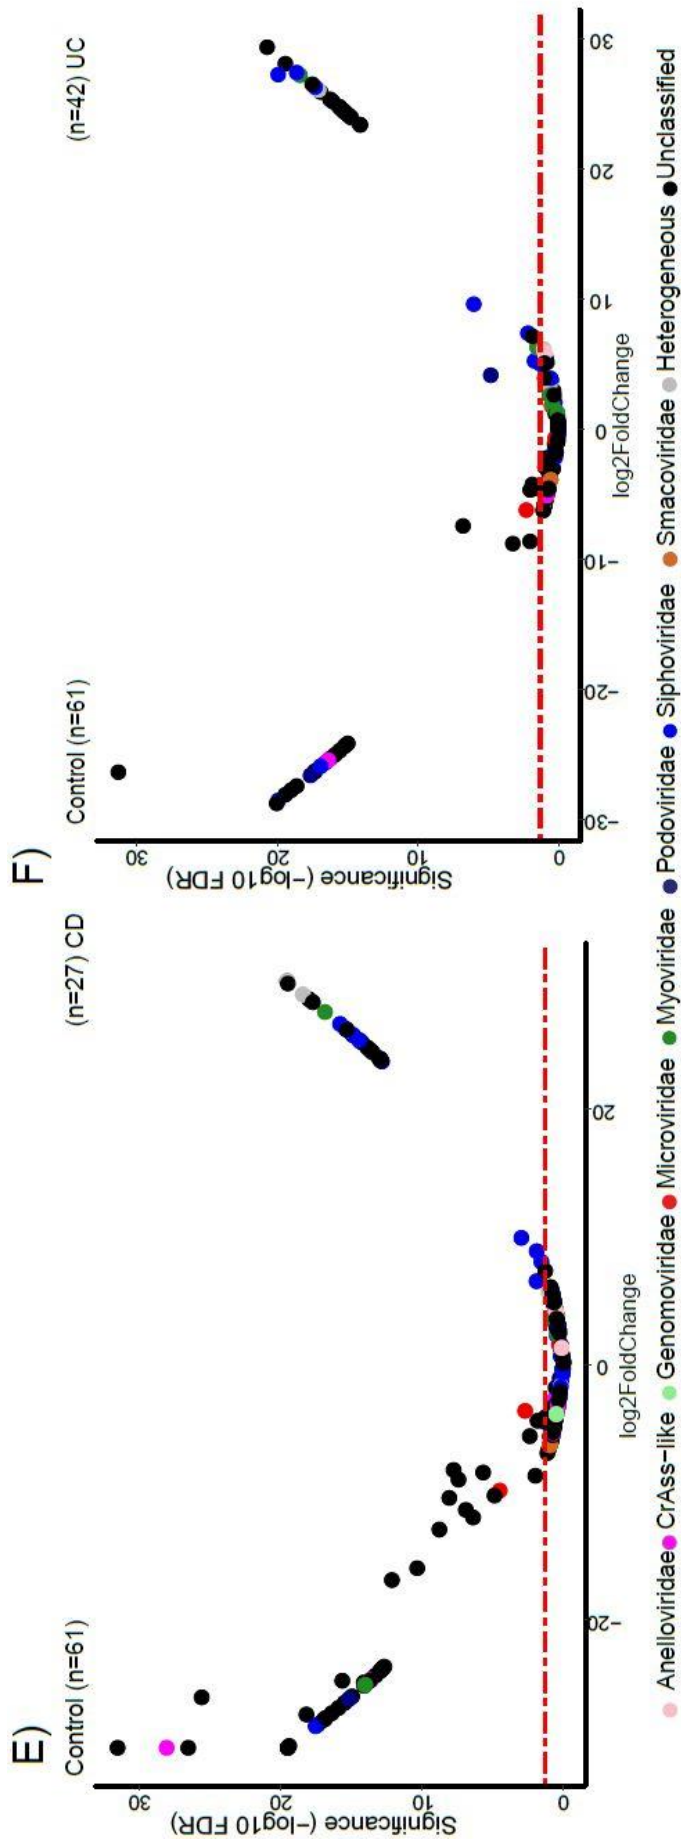 E)
Control (n=61)
(n=27) CD
Significance (−log10 FDR)
30
20
10
0
−20
0
20
log2FoldChange
F)
Control (n=61)
(n=42) UC
Significance (−log10 FDR)
30
20
10
0
−30
−20
−10
0
10
20
30
log2FoldChange
Anelloviridae CrAss−like Genomoviridae Microviridae Myoviridae Podoviridae Siphoviridae Smacoviridae Heterogeneous Unclassified